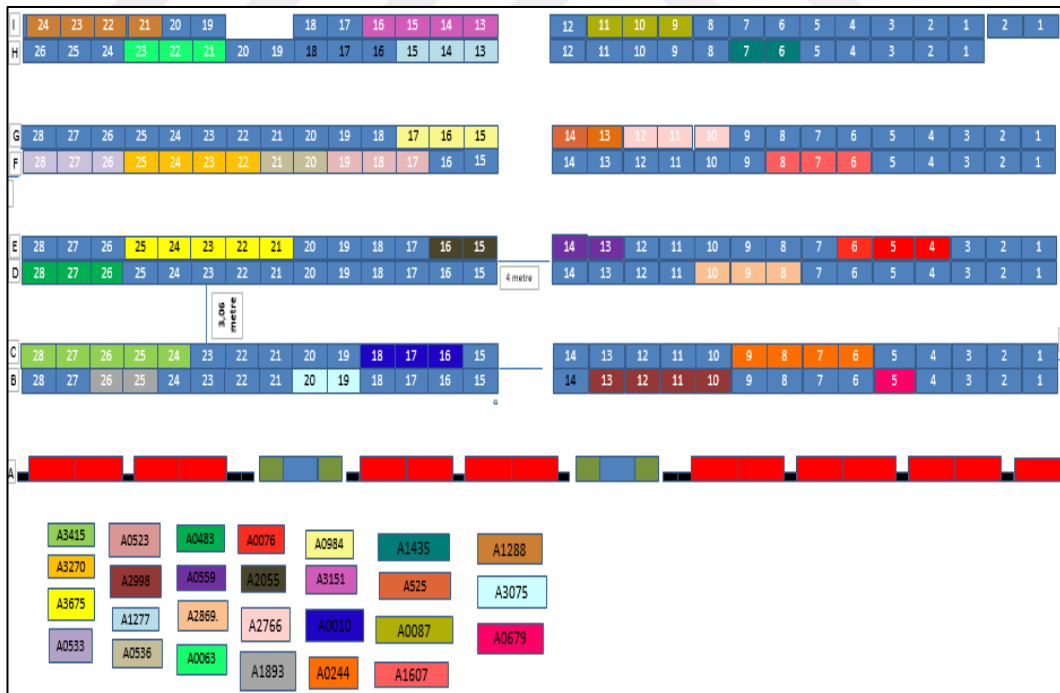 I 24 23 22 21 20 19 18 17 16 15 14 13 12 11 10 9 8 7 6 5 4 3 2 1 2 1
H 26 25 24 23 22 21 20 19 18 17 16 15 14 13 12 11 10 9 8 7 6 5 4 3 2 1
G 28 27 26 25 24 23 22 21 20 19 18 17 16 15 14 13 12 11 10 9 8 7 6 5 4 3 2 1
F 28 27 26 25 24 23 22 21 20 19 18 17 16 15 14 13 12 11 10 9 8 7 6 5 4 3 2 1
E 28 27 26 25 24 23 22 21 20 19 18 17 16 15 14 13 12 11 10 9 8 7 6 5 4 3 2 1
D 28 27 26 25 24 23 22 21 20 19 18 17 16 15 14 13 12 11 10 9 8 7 6 5 4 3 2 1
4 metre
3,06
metre
C 28 27 26 25 24 23 22 21 20 19 18 17 16 15 14 13 12 11 10 9 8 7 6 5 4 3 2 1
B 28 27 26 25 24 23 22 21 20 19 18 17 16 15 14 13 12 11 10 9 8 7 6 5 4 3 2 1
G
A
A3415 A0523 A0483 A0076 A0984 A1435 A1288
A3270 A2998 A0559 A2055 A3151 A525 A3075
A3675 A1277 A2869. A2766 A0010 A0087 A0679
A0533 A0536 A0063 A1893 A0244 A1607